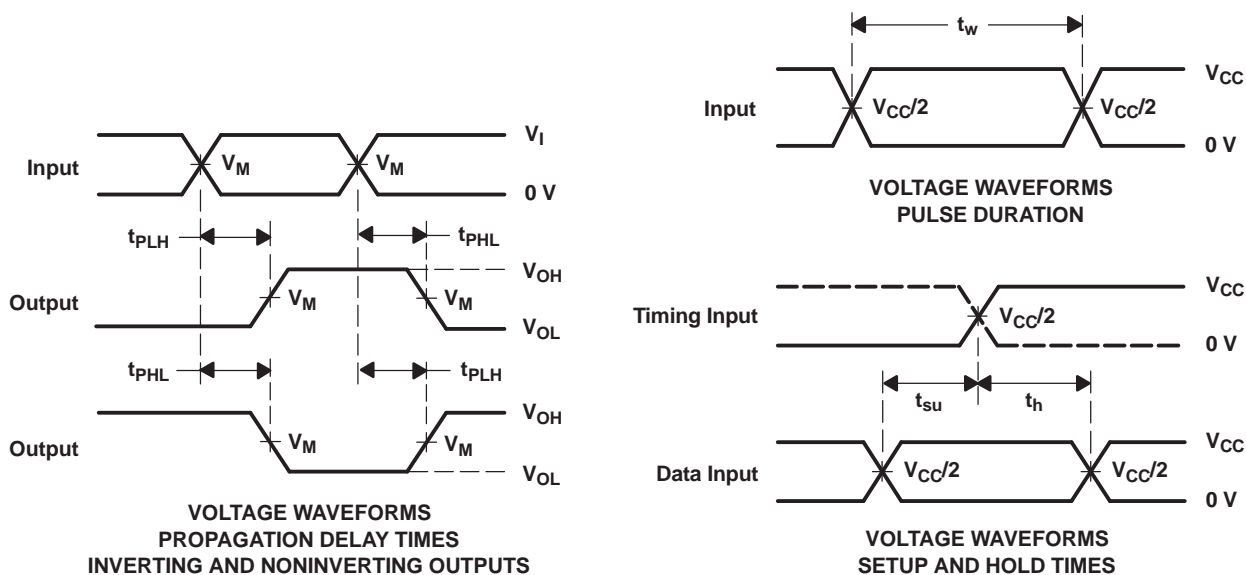 Input
V_I
V_M
V_M
0 V
t_PLH
t_PHL
Output
V_OH
V_M
V_M
V_OL
t_PHL
t_PLH
Output
V_OH
V_M
V_M
V_OL
VOLTAGE WAVEFORMS
PROPAGATION DELAY TIMES
INVERTING AND NONINVERTING OUTPUTS
t_w
Input
V_CC
V_CC/2
V_CC/2
0 V
VOLTAGE WAVEFORMS
PULSE DURATION
Timing Input
V_CC
V_CC/2
0 V
t_su
t_h
Data Input
V_CC
V_CC/2
V_CC/2
0 V
VOLTAGE WAVEFORMS
SETUP AND HOLD TIMES